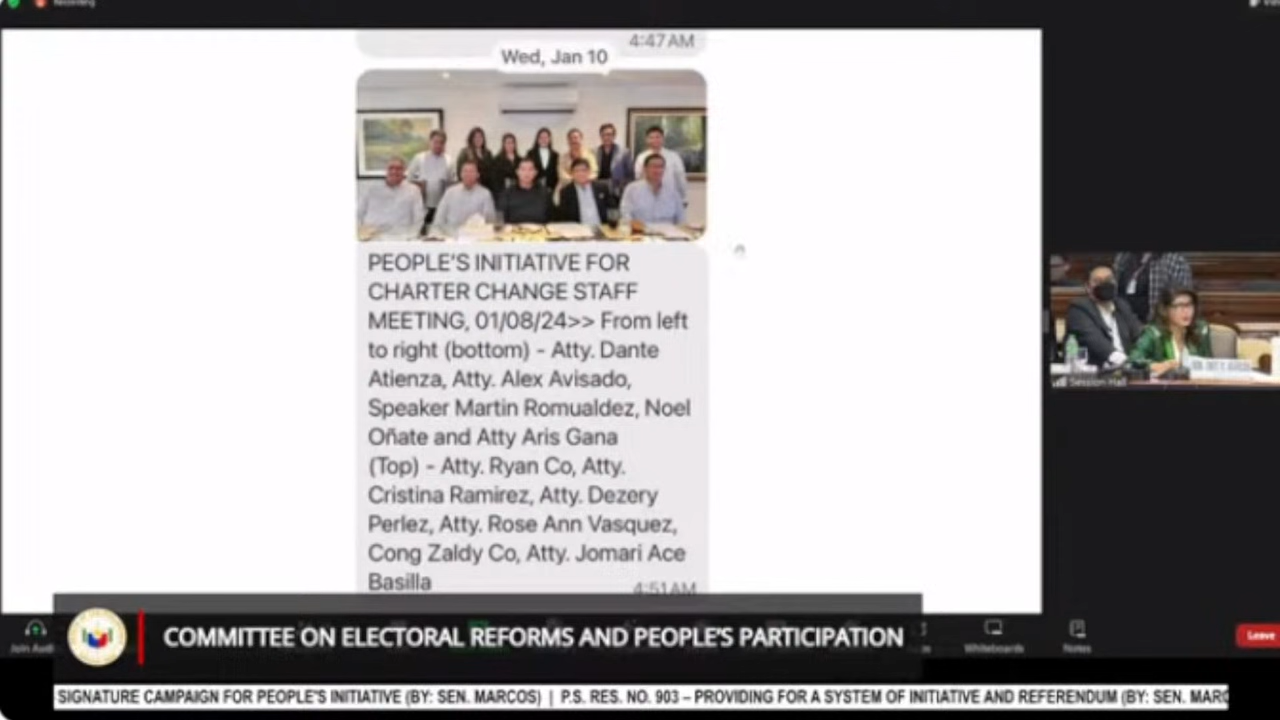 Recording
4:47 AM
Wed, Jan 10
PEOPLE'S INITIATIVE FOR
CHARTER CHANGE STAFF
MEETING, 01/08/24>> From left
to right (bottom) - Atty. Dante
Atienza, Atty. Alex Avisado,
Speaker Martin Romualdez, Noel
Oñate and Atty Aris Gana
(Top) - Atty. Ryan Co, Atty.
Cristina Ramirez, Atty. Dezery
Perlez, Atty. Rose Ann Vasquez,
Cong Zaldy Co, Atty. Jomari Ace
Basilla
4:51 AM
Session Hall
Whiteboards
Notes
Leave
COMMITTEE ON ELECTORAL REFORMS AND PEOPLE'S PARTICIPATION
SIGNATURE CAMPAIGN FOR PEOPLE'S INITIATIVE (BY: SEN. MARCOS) | P.S. RES. NO. 903 – PROVIDING FOR A SYSTEM OF INITIATIVE AND REFERENDUM (BY: SEN. MARC